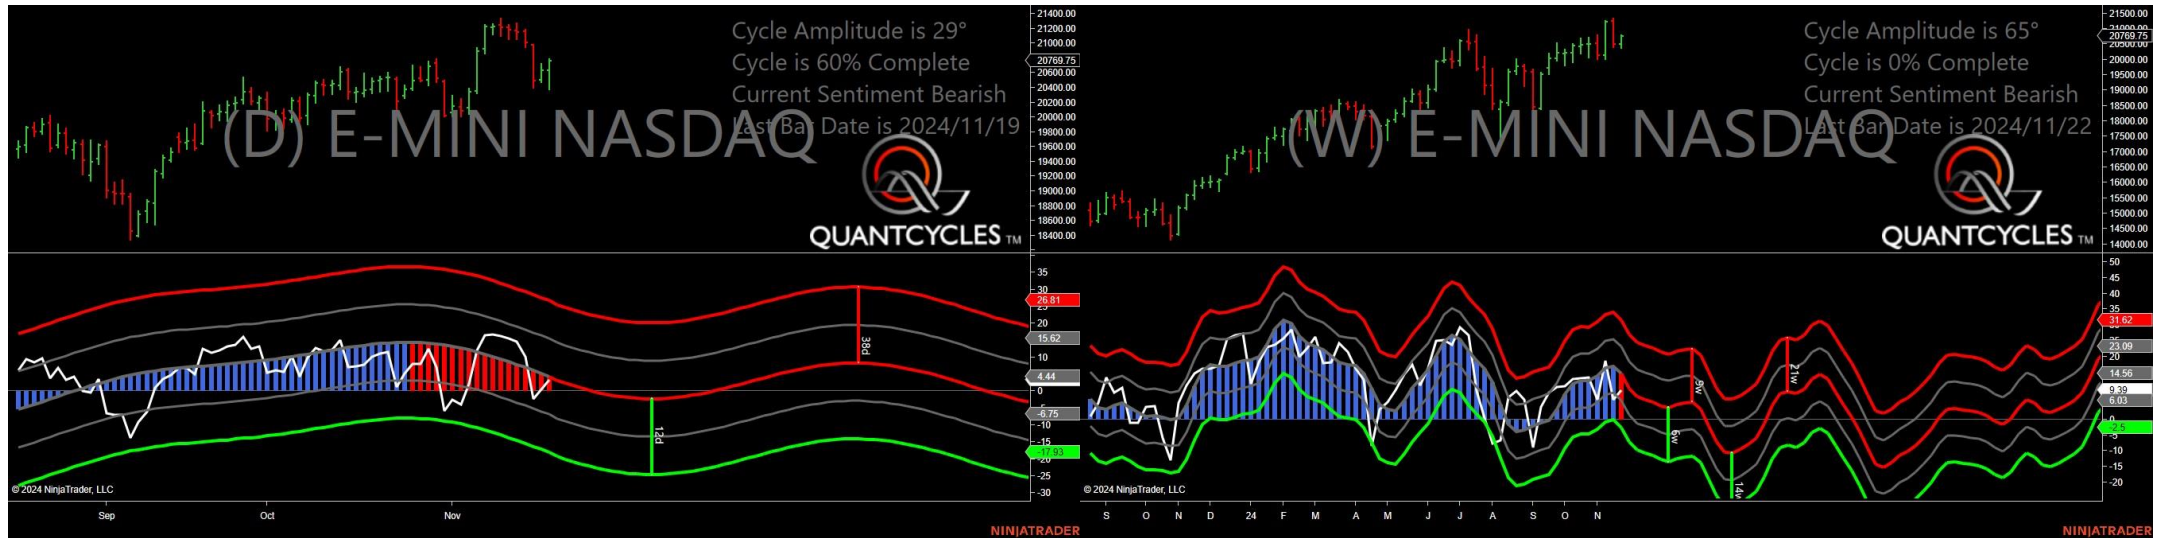 Cycle Amplitude is 29°
Cycle is 60% Complete
Current Sentiment Bearish
Last Bar Date is 2024/11/19
(D) E-MINI NASDAQ
QUANTCYCLES TM
21400.00
21200.00
21000.00
20769.75
20600.00
20400.00
20200.00
20000.00
19800.00
19600.00
19400.00
19200.00
19000.00
18800.00
18600.00
18400.00
35
30
26.81
20
15.62
10
4.44
0
-6.75
-10
-15
-17.93
-25
-30
38d
12d
© 2024 NinjaTrader, LLC
Sep Oct Nov
NINJATRADER
Cycle Amplitude is 65°
Cycle is 0% Complete
Current Sentiment Bearish
Last Bar Date is 2024/11/22
(W) E-MINI NASDAQ
QUANTCYCLES TM
21500.00
20769.75
20500.00
20000.00
19500.00
19000.00
18500.00
18000.00
17500.00
17000.00
16500.00
16000.00
15500.00
15000.00
14500.00
14000.00
50
45
40
35
31.62
23.09
20
14.56
9.39
6.03
0
-2.5
-5
-10
-15
-20
9w
6w
21w
14w
© 2024 NinjaTrader, LLC
S O N D 24 F M A M J J A S O N
NINJATRADER